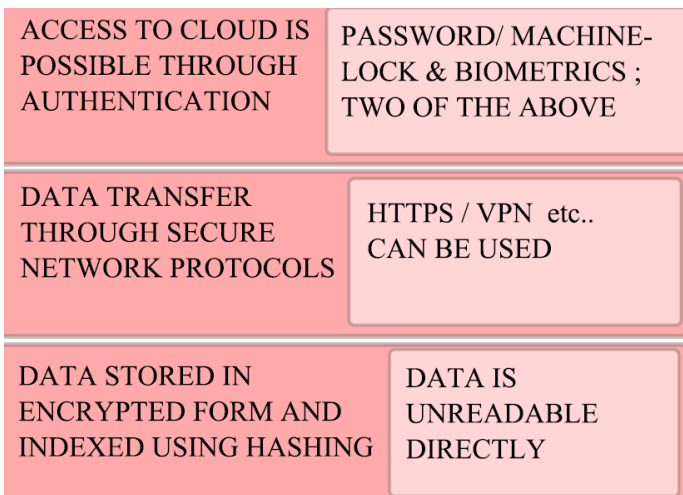 ACCESS TO CLOUD IS
POSSIBLE THROUGH
AUTHENTICATION
PASSWORD/ MACHINE-
LOCK & BIOMETRICS ;
TWO OF THE ABOVE
DATA TRANSFER
THROUGH SECURE
NETWORK PROTOCOLS
HTTPS / VPN etc..
CAN BE USED
DATA STORED IN
ENCRYPTED FORM AND
INDEXED USING HASHING
DATA IS
UNREADABLE
DIRECTLY